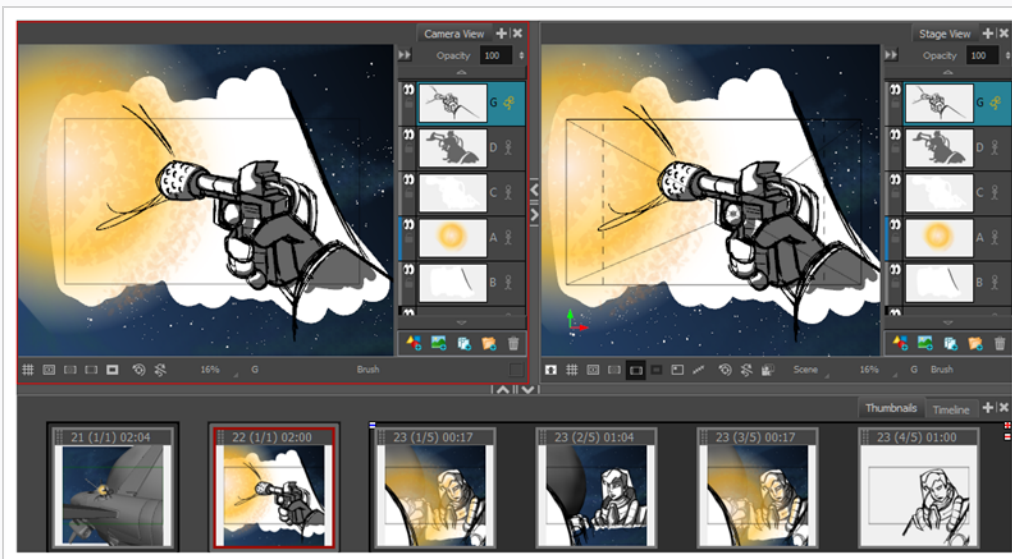 Camera View
Stage View
Opacity 100
Opacity 100
G
G
D
D
C
C
A
A
B
B
16% G Brush
Scene 16% G Brush
Thumbnails Timeline
21 (1/1) 02:04
22 (1/1) 02:00
23 (1/5) 00:17
23 (2/5) 01:04
23 (3/5) 00:17
23 (4/5) 01:00